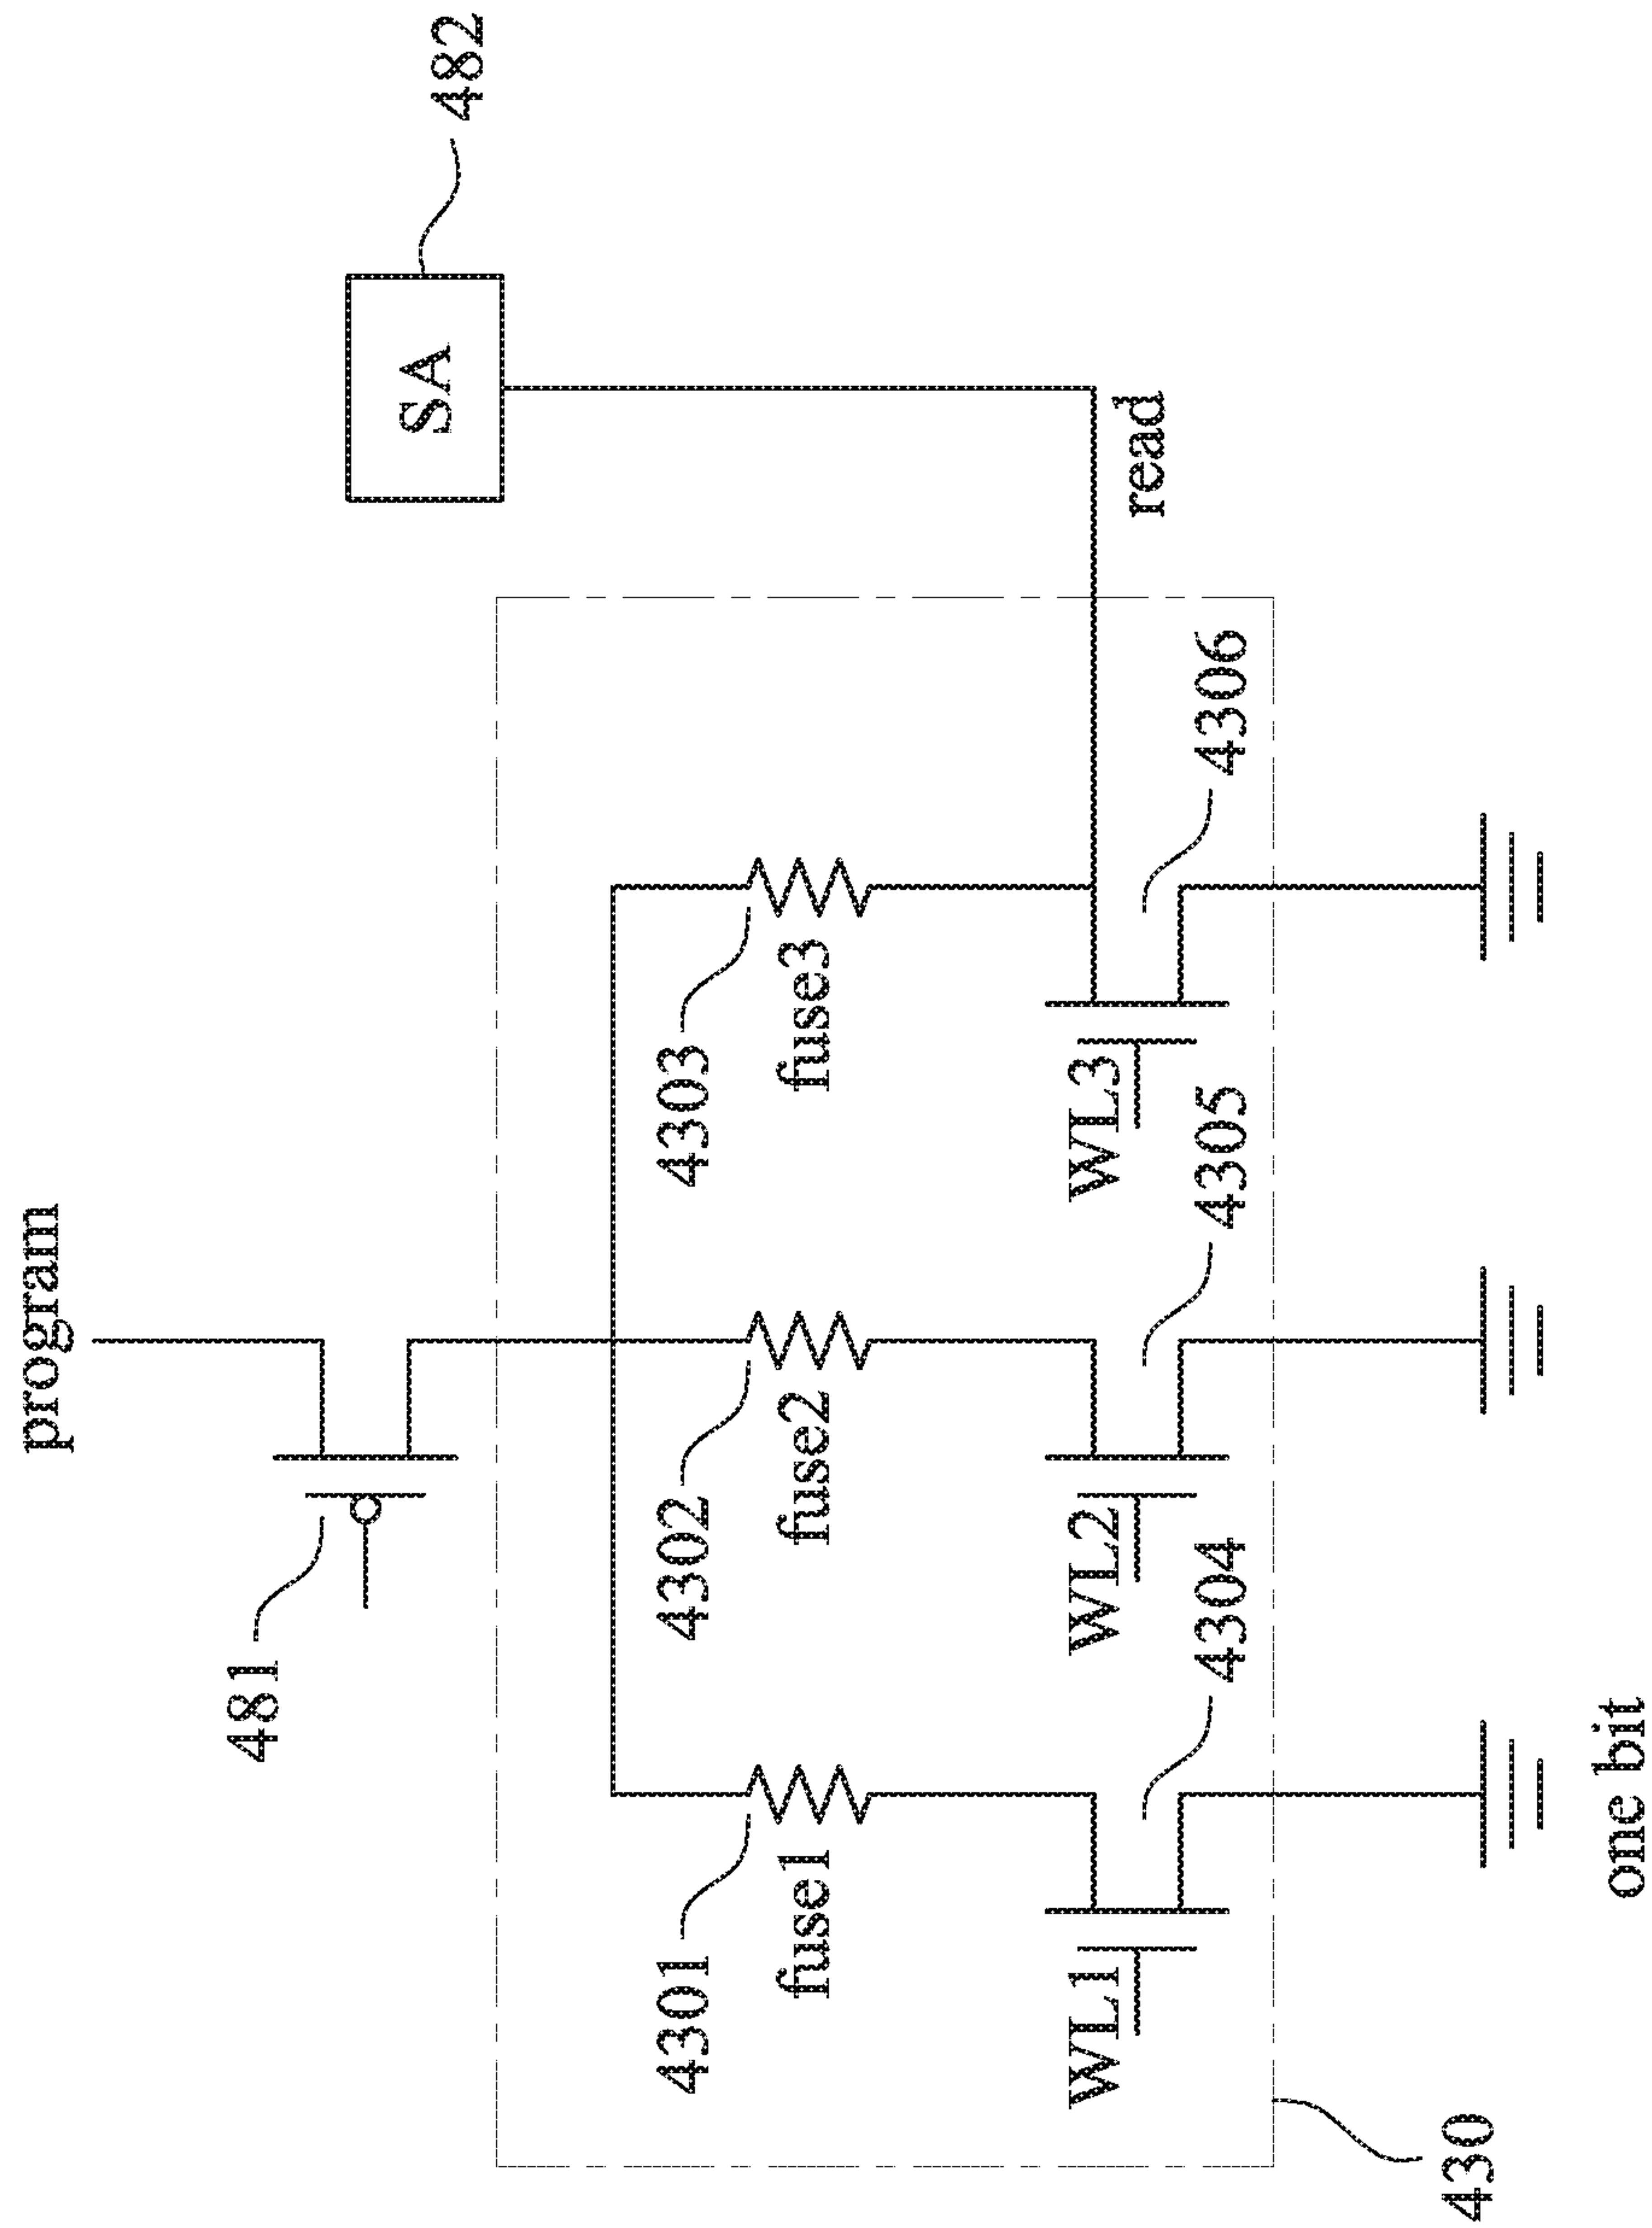 program
481
SA
482
4301
fuse1
4302
fuse2
4303
fuse3
WL1
4304
WL2
4305
WL3
4306
read
430
one bit